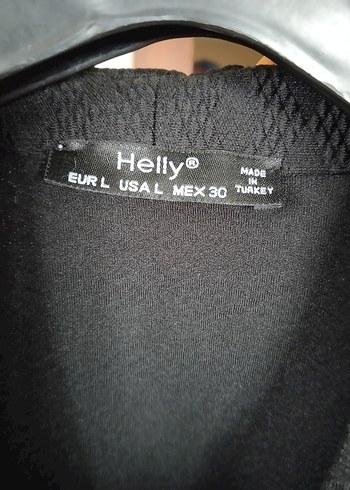 Helly®
EUR L USA L MEX 30
MADE
IN
TURKEY